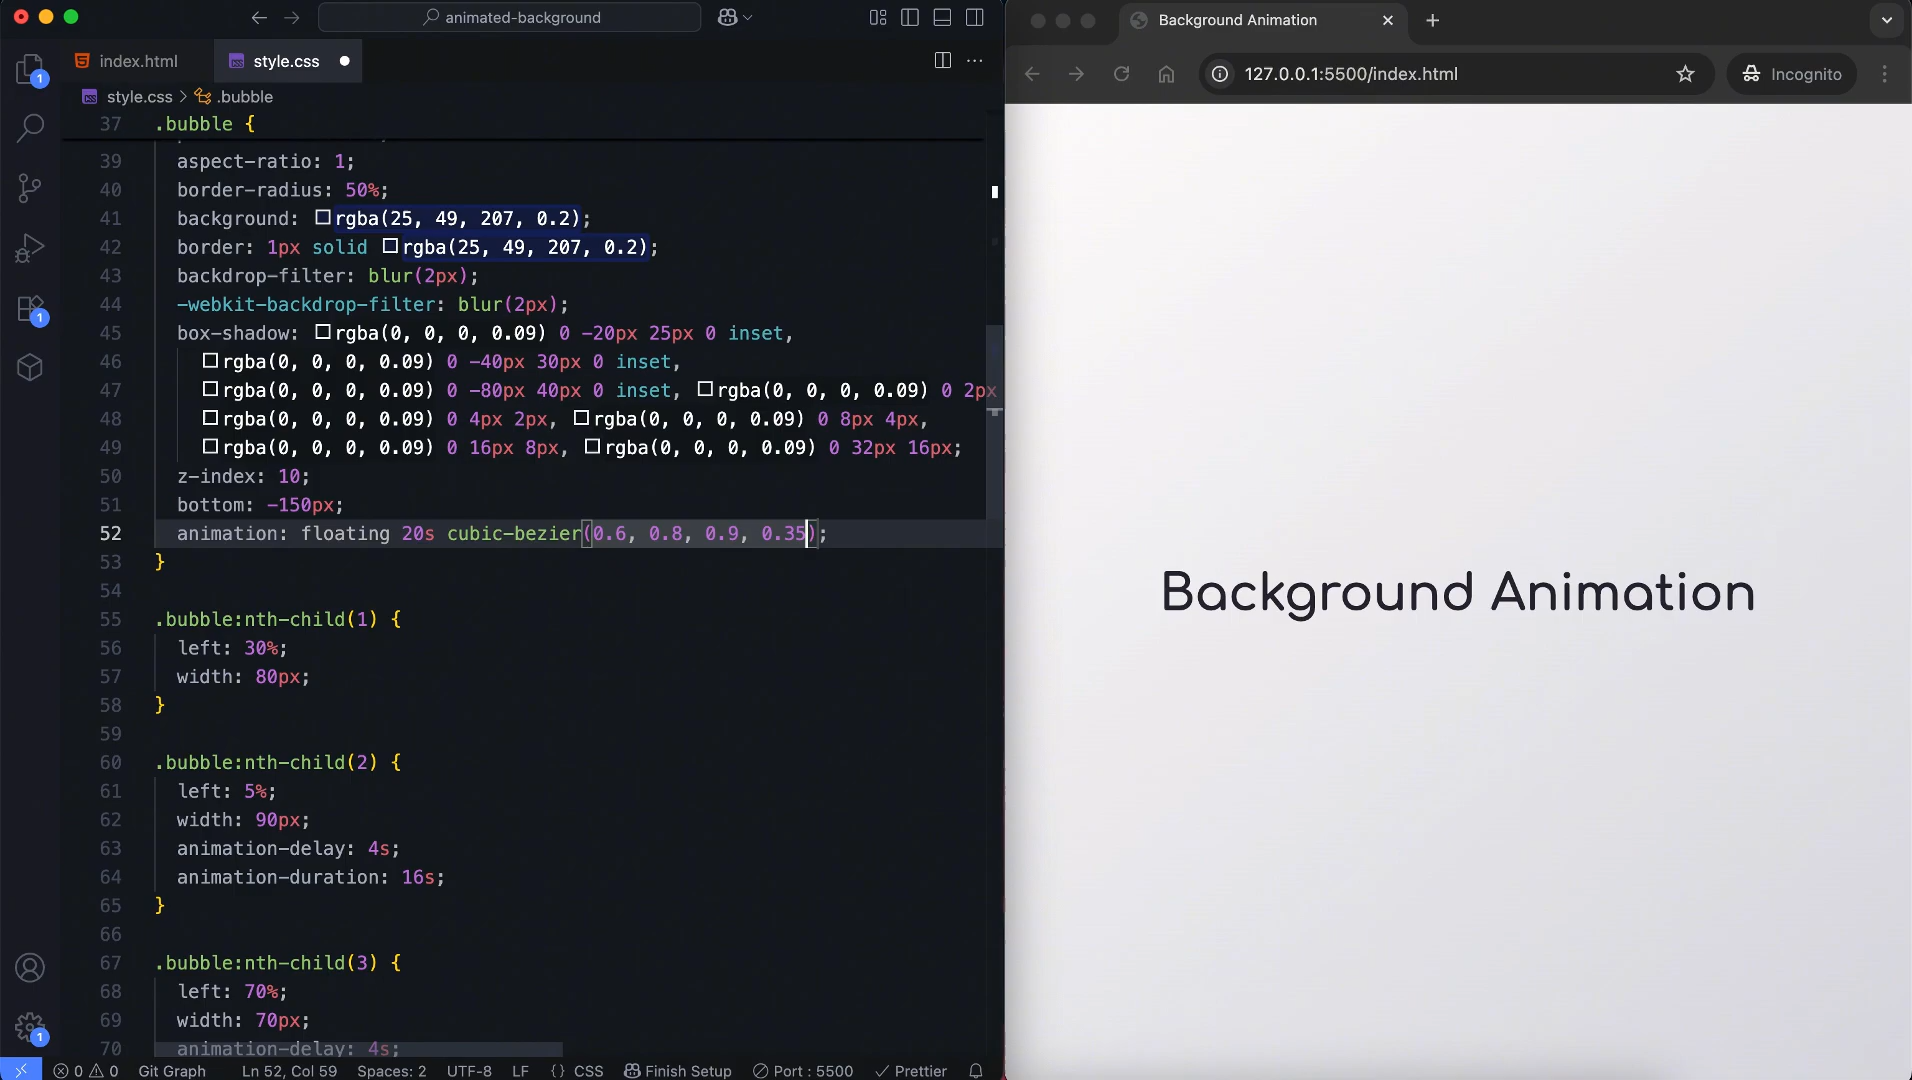 animated-background
Background Animation
index.html
style.css
127.0.0.1:5500/index.html
Incognito
1
style.css > .bubble
37 .bubble {
39 aspect-ratio: 1;
40 border-radius: 50%;
41 background: rgba(25, 49, 207, 0.2);
42 border: 1px solid rgba(25, 49, 207, 0.2);
43 backdrop-filter: blur(2px);
44 -webkit-backdrop-filter: blur(2px);
45 box-shadow: rgba(0, 0, 0, 0.09) 0 -20px 25px 0 inset,
46 rgba(0, 0, 0, 0.09) 0 -40px 30px 0 inset,
1
47 rgba(0, 0, 0, 0.09) 0 -80px 40px 0 inset, rgba(0, 0, 0, 0.09) 0 2px
48 rgba(0, 0, 0, 0.09) 0 4px 2px, rgba(0, 0, 0, 0.09) 0 8px 4px,
49 rgba(0, 0, 0, 0.09) 0 16px 8px, rgba(0, 0, 0, 0.09) 0 32px 16px;
50 z-index: 10;
51 bottom: -150px;
52 animation: floating 20s cubic-bezier(0.6, 0.8, 0.9, 0.35);
53 }
54
55 .bubble:nth-child(1) {
56 left: 30%;
57 width: 80px;
58 }
59
60 .bubble:nth-child(2) {
61 left: 5%;
62 width: 90px;
63 animation-delay: 4s;
64 animation-duration: 16s;
65 }
66
67 .bubble:nth-child(3) {
68 left: 70%;
69 width: 70px;
70 animation-delay: 4s;
1
0 0 Git Graph Ln 52, Col 59 Spaces: 2 UTF-8 LF {} CSS Finish Setup Port : 5500 Prettier
Background Animation